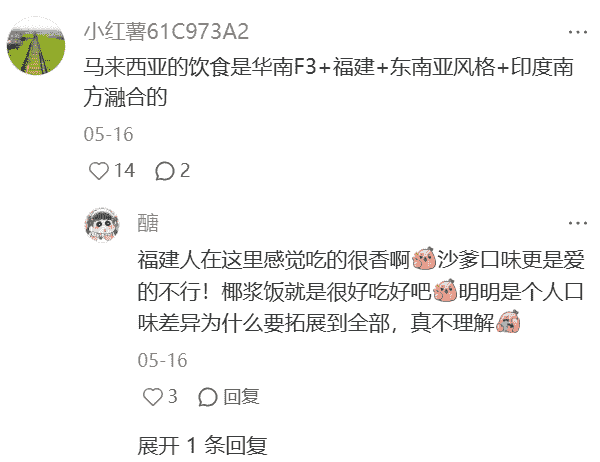 小红薯61C973A2
马来西亚的饮食是华南F3+福建+东南亚风格+印度南
方瀜合的
05-16
14 2
醣
福建人在这里感觉吃的很香啊沙爹口味更是爱
的不行！椰浆饭就是很好吃好吧明明是个人口
味差异为什么要拓展到全部，真不理解
05-16
3 回复
展开 1 条回复